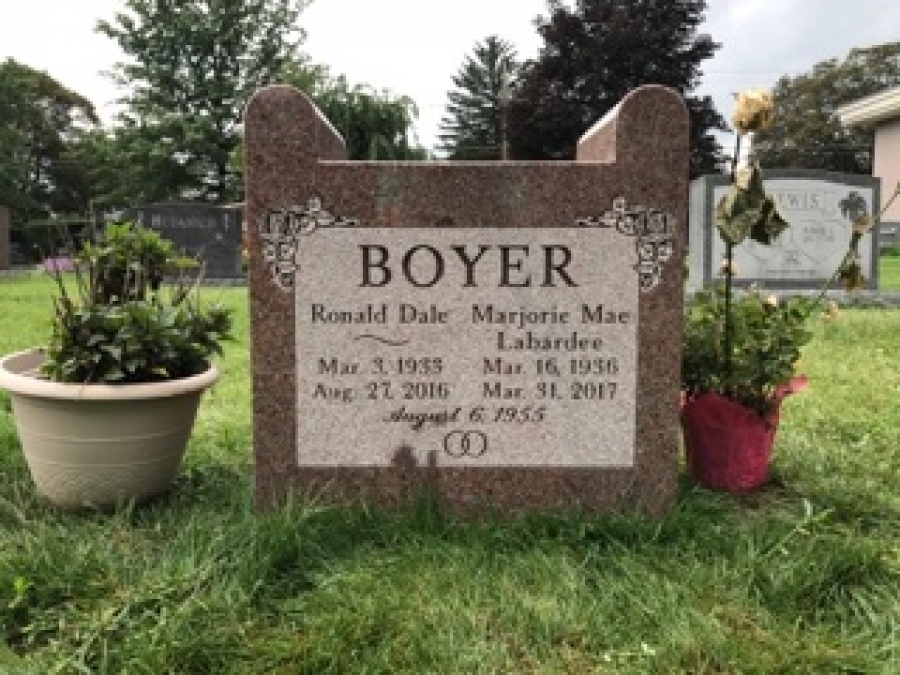 BOYER
Ronald Dale Marjorie Mae
Labardee
Mar. 3, 1933 Mar. 16, 1936
Aug. 27, 2016 Mar. 31, 2017
August 6, 1955